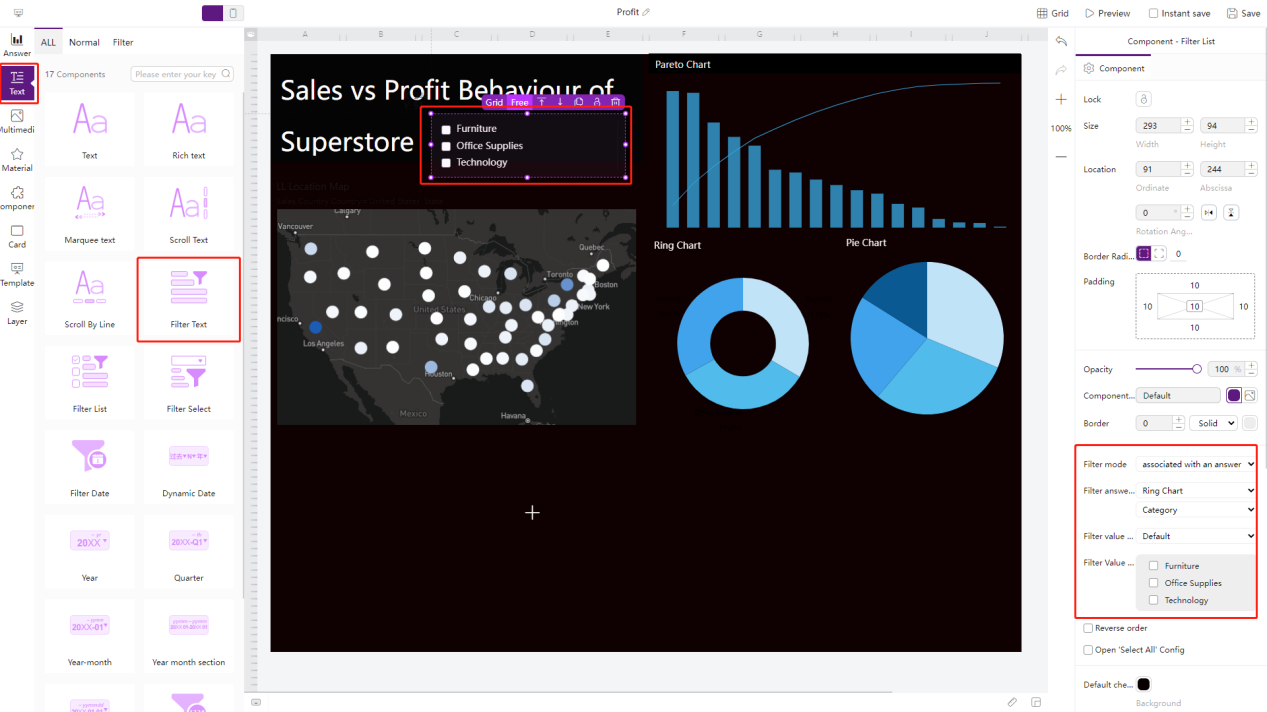 Profit
Grid
Preview
Instant save
Save
Answer
Text
Multimedi
Material
omponen
Card
Template
Layer
ALL Normal Filter
17 Components
Please enter your key
Text
Rich text
Marquee text
Scroll Text
Scroll By Line
Filter Text
Filter List
Filter Select
Filter Date
Dynamic Date
20XX
Year
20XX-Q1
Quarter
20XX-01
Year-month
20XX-01-20XX 01
Year month section
A B C D E F G H I J
Sales vs Profit Behaviour of
Superstore
Grid Free
Furniture
Office Supplies
Technology
LL Location Map
Calgary
Vancouver
Quebec
Toronto
Boston
Chicago
New York
United States
ington
ncisco
Los Angeles
Houston
Mexico
Havana
Pareto Chart
Ring Chart
Pie Chart
100%
Component - Filter List
Component
Lock
Size 293 94
Width Height
Location 91 244
Ordinate Abscissa
0
Rotation Ang...
Border Radi... 0
Padding
10
10 10 10
10
Opacity 100 %
Component... Default
Border 0 Solid
Filter mode associated with an answer
Filter answe... Ring Chart
Category
Filter value ... Default
Filter Value ... Furniture
Office Supplies
Technology
Reverse order
Open 'Select All' Config
Default che...
Background